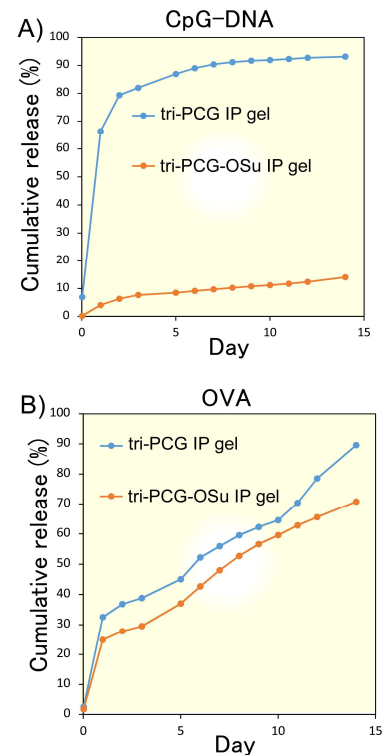 A)
CpG-DNA
Cumulative release (%)
100
90
80
70
60
50
40
30
20
10
0
tri-PCG IP gel
tri-PCG-OSu IP gel
0
5
10
15
Day
B)
OVA
Cumulative release (%)
100
90
80
70
60
50
40
30
20
10
0
tri-PCG IP gel
tri-PCG-OSu IP gel
0
5
10
15
Day